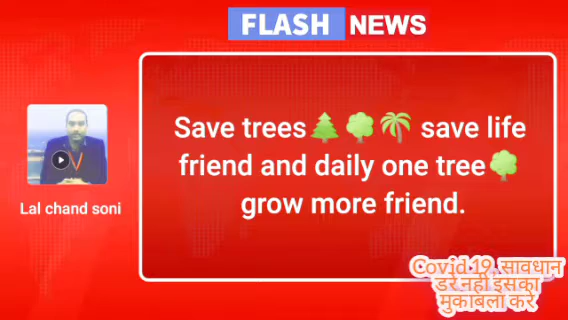 FLASH NEWS
Save trees🌲🌳🌴 save life
friend and daily one tree🌳
grow more friend.
Lal chand soni
Covid 19 सावधान
डरे नही इसका
मुकाबला करे